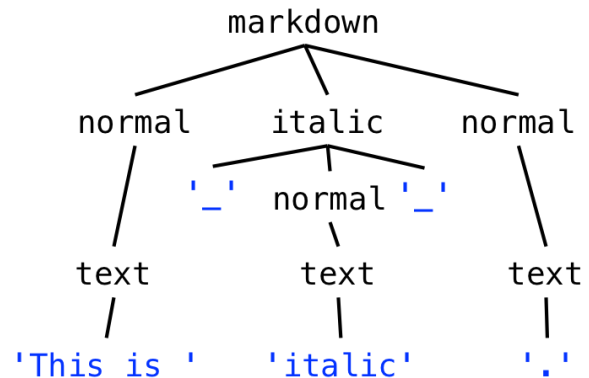 markdown
normal italic normal
'_' normal '_'
text text text
'This is ' 'italic' '.'